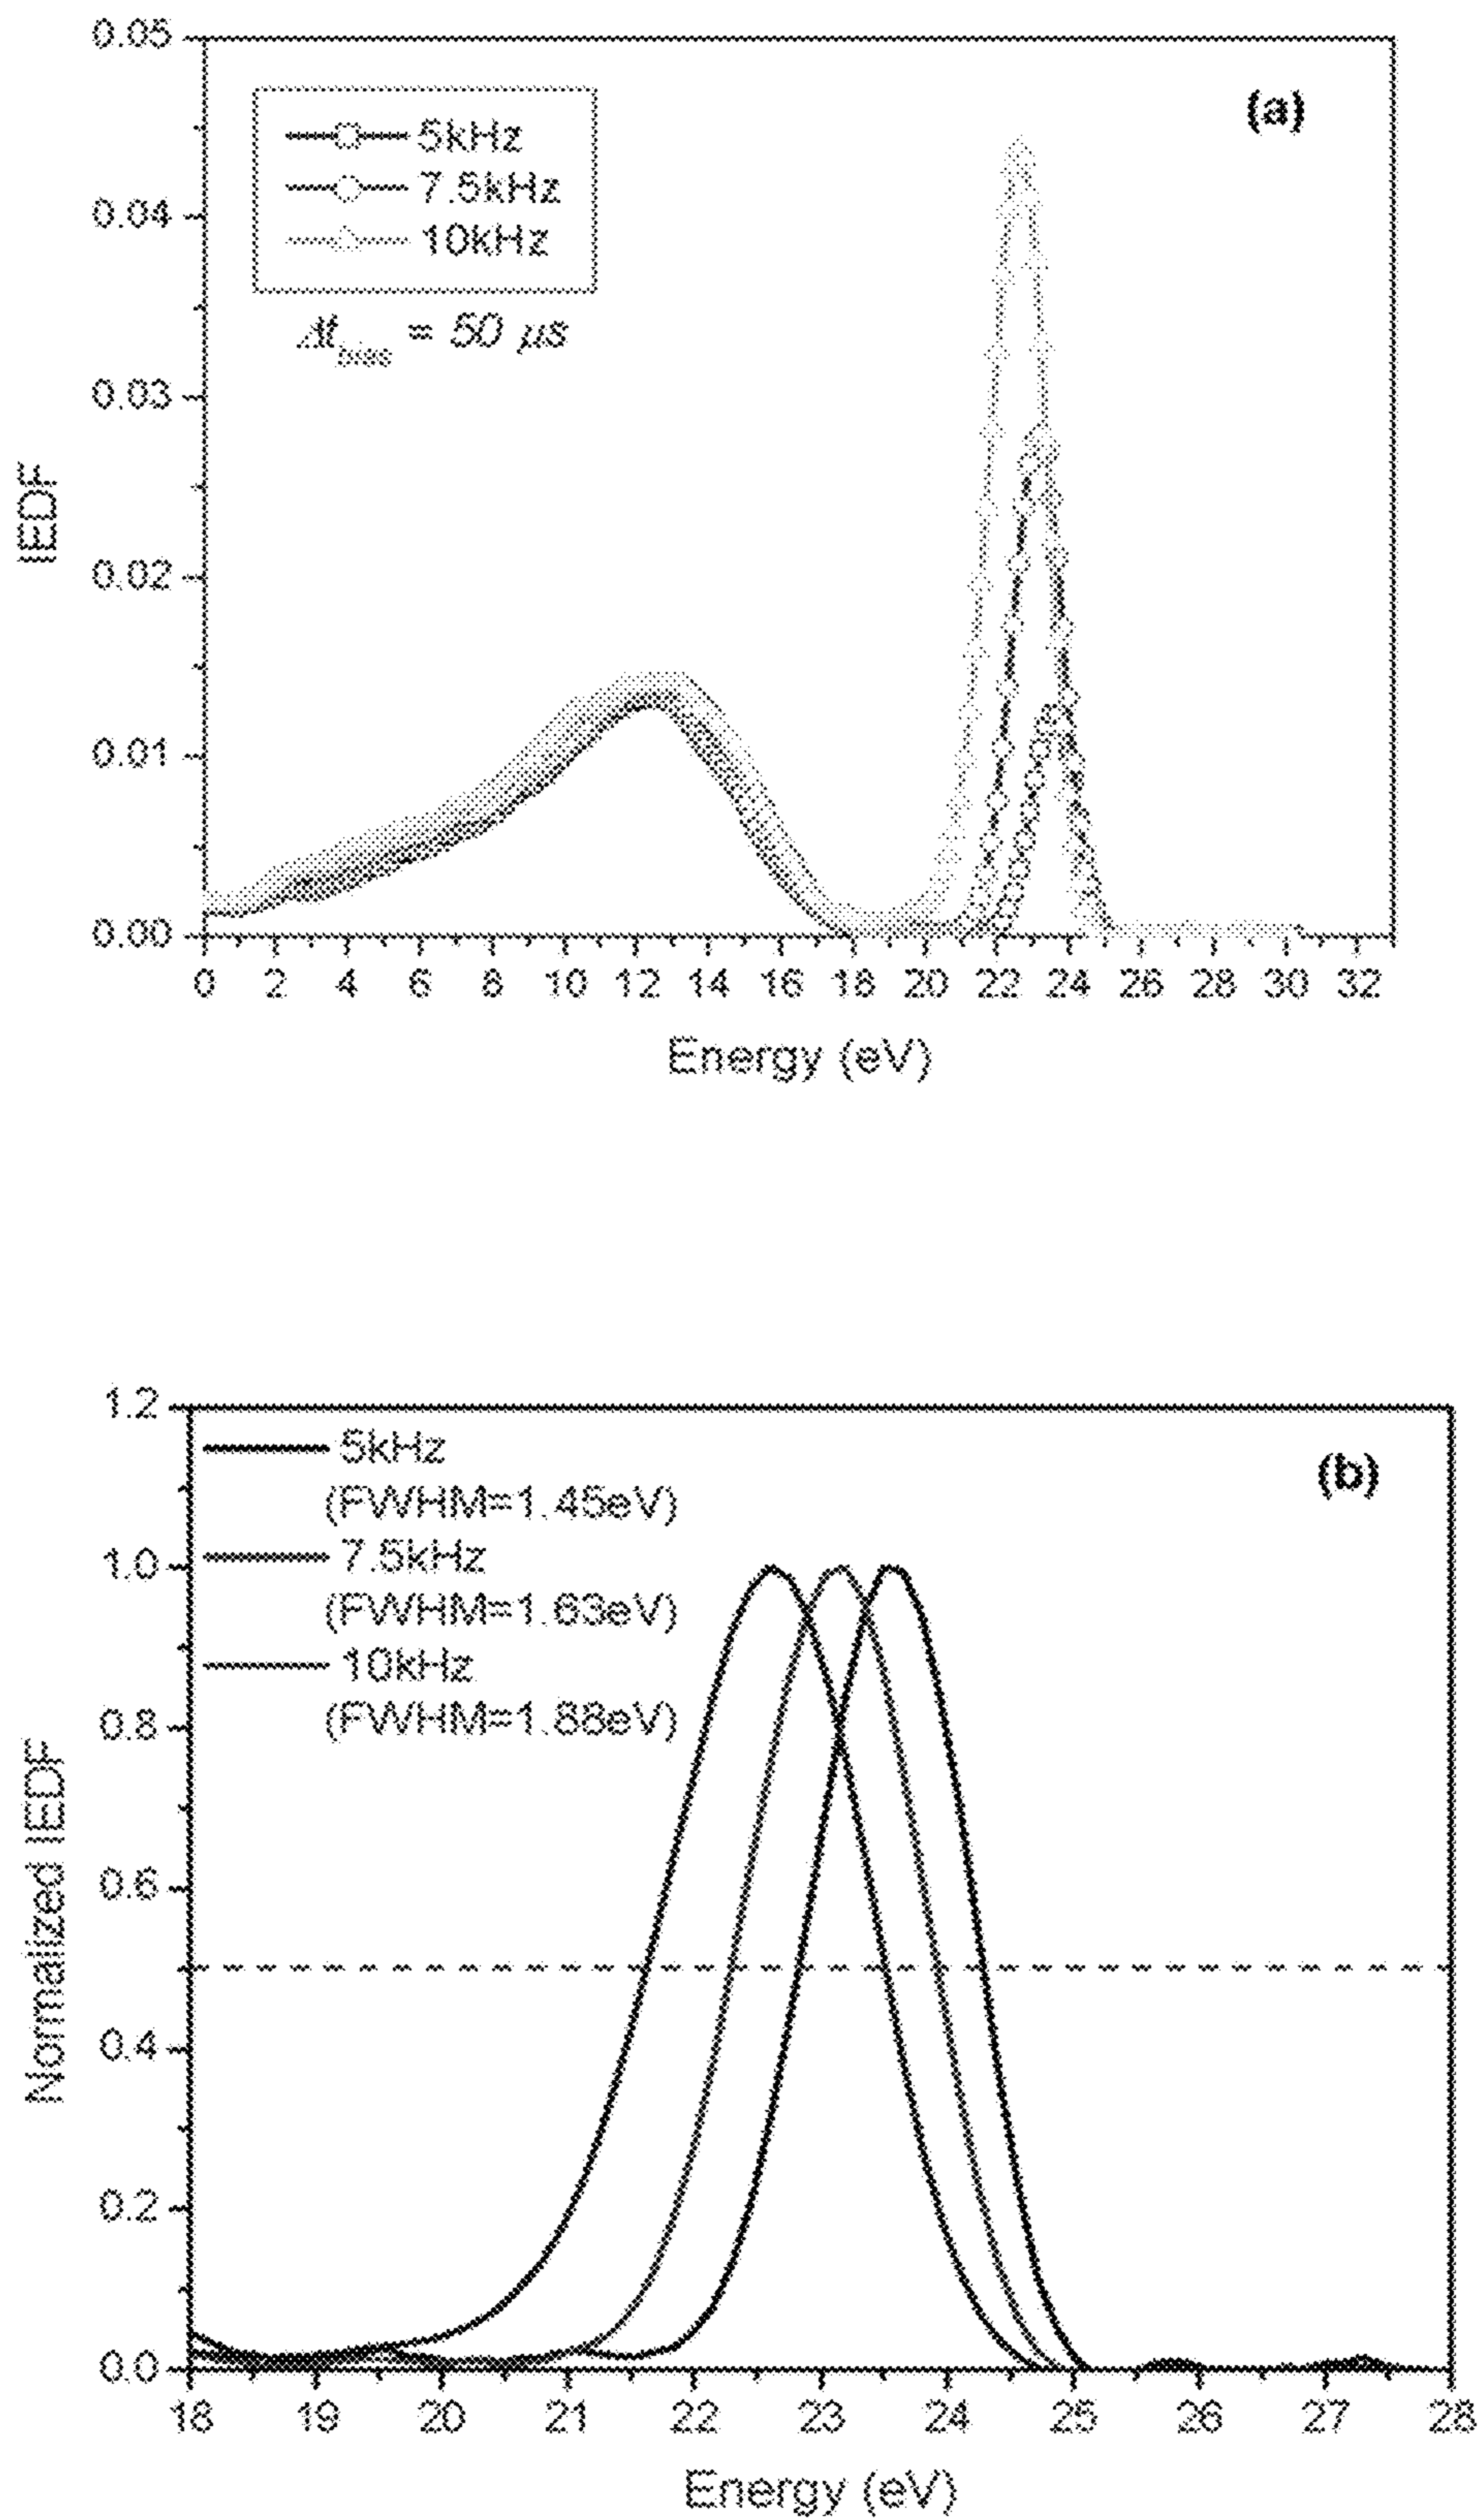 0.05
(a)
5kHz
7.5kHz
0.04
10kHz
Δt_bias = 50 μs
0.03
IEDF
0.02
0.01
0.00
0 2 4 6 8 10 12 14 16 18 20 22 24 26 28 30 32
Energy (eV)
1.2
5kHz
(b)
(FWHM=1.45eV)
1.0
7.5kHz
(FWHM=1.63eV)
10kHz
0.8
(FWHM=1.88eV)
Normalized IEDF
0.6
0.4
0.2
0.0
18 19 20 21 22 23 24 25 26 27 28
Energy (eV)